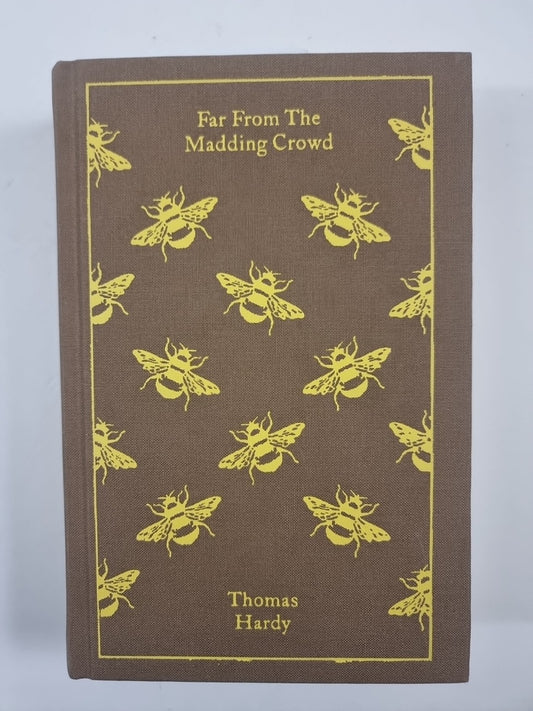 Far From The
Madding Crowd
Thomas
Hardy